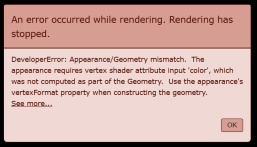 An error occurred while rendering. Rendering has
stopped.
DeveloperError: Appearance/Geometry mismatch. The
appearance requires vertex shader attribute input 'color', which
was not computed as part of the Geometry. Use the appearance's
vertexFormat property when constructing the geometry.
See more...
OK